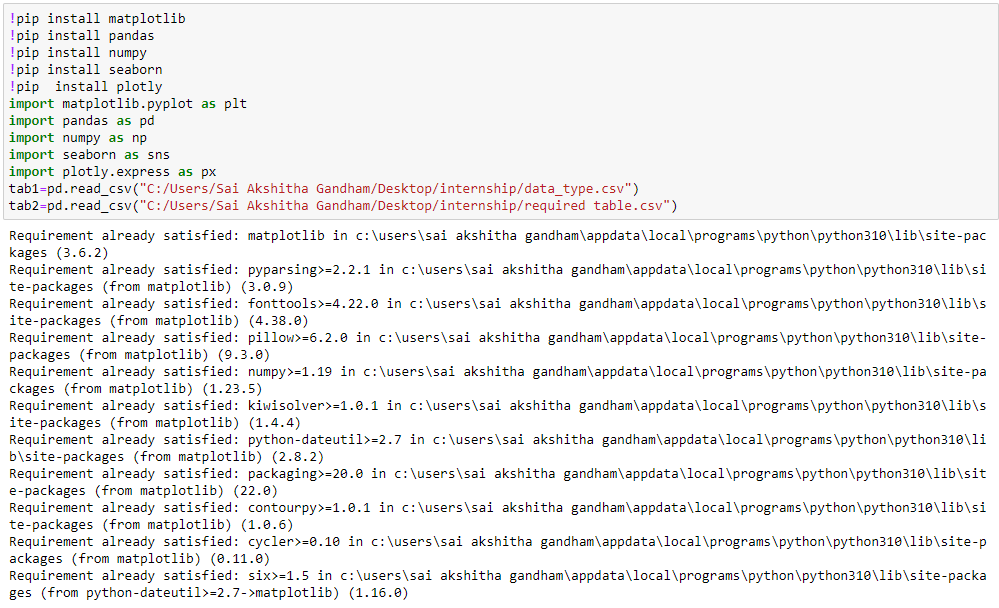 !pip install matplotlib
!pip install pandas
!pip install numpy
!pip install seaborn
!pip  install plotly
import matplotlib.pyplot as plt
import pandas as pd
import numpy as np
import seaborn as sns
import plotly.express as px
tab1=pd.read_csv("C:/Users/Sai Akshitha Gandham/Desktop/internship/data_type.csv")
tab2=pd.read_csv("C:/Users/Sai Akshitha Gandham/Desktop/internship/required table.csv")
Requirement already satisfied: matplotlib in c:\users\sai akshitha gandham\appdata\local\programs\python\python310\lib\site-pac
kages (3.6.2)
Requirement already satisfied: pyparsing>=2.2.1 in c:\users\sai akshitha gandham\appdata\local\programs\python\python310\lib\si
te-packages (from matplotlib) (3.0.9)
Requirement already satisfied: fonttools>=4.22.0 in c:\users\sai akshitha gandham\appdata\local\programs\python\python310\lib\s
ite-packages (from matplotlib) (4.38.0)
Requirement already satisfied: pillow>=6.2.0 in c:\users\sai akshitha gandham\appdata\local\programs\python\python310\lib\site-
packages (from matplotlib) (9.3.0)
Requirement already satisfied: numpy>=1.19 in c:\users\sai akshitha gandham\appdata\local\programs\python\python310\lib\site-pa
ckages (from matplotlib) (1.23.5)
Requirement already satisfied: kiwisolver>=1.0.1 in c:\users\sai akshitha gandham\appdata\local\programs\python\python310\lib\s
ite-packages (from matplotlib) (1.4.4)
Requirement already satisfied: python-dateutil>=2.7 in c:\users\sai akshitha gandham\appdata\local\programs\python\python310\li
b\site-packages (from matplotlib) (2.8.2)
Requirement already satisfied: packaging>=20.0 in c:\users\sai akshitha gandham\appdata\local\programs\python\python310\lib\sit
e-packages (from matplotlib) (22.0)
Requirement already satisfied: contourpy>=1.0.1 in c:\users\sai akshitha gandham\appdata\local\programs\python\python310\lib\si
te-packages (from matplotlib) (1.0.6)
Requirement already satisfied: cycler>=0.10 in c:\users\sai akshitha gandham\appdata\local\programs\python\python310\lib\site-p
ackages (from matplotlib) (0.11.0)
Requirement already satisfied: six>=1.5 in c:\users\sai akshitha gandham\appdata\local\programs\python\python310\lib\site-packa
ges (from python-dateutil>=2.7->matplotlib) (1.16.0)